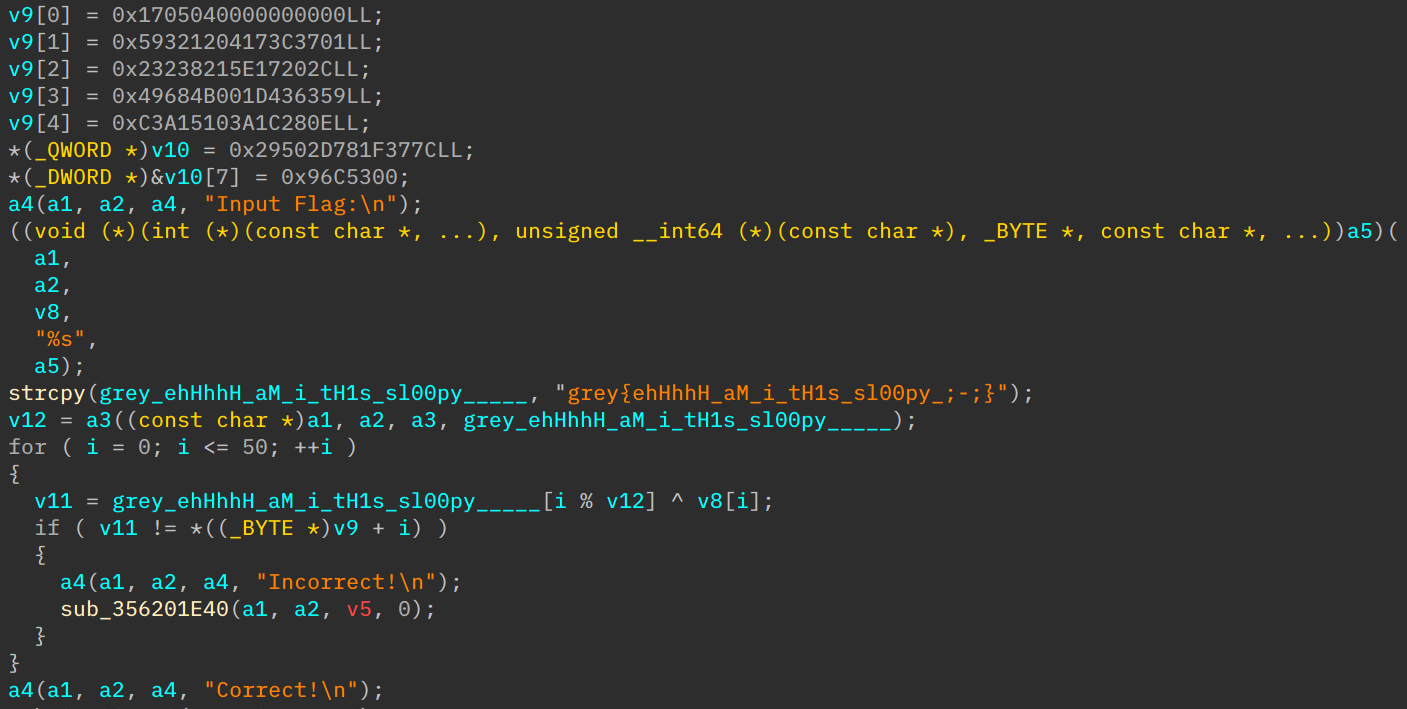 v9[0] = 0x1705040000000000LL;
v9[1] = 0x59321204173C3701LL;
v9[2] = 0x23238215E17202CLL;
v9[3] = 0x49684B001D436359LL;
v9[4] = 0xC3A15103A1C280ELL;
*(_QWORD *)v10 = 0x29502D781F377CLL;
*(_DWORD *)&v10[7] = 0x96C5300;
a4(a1, a2, a4, "Input Flag:\n");
((void (*)(int (*)(const char *, ...), unsigned __int64 (*)(const char *), _BYTE *, const char *, ...))a5)(
a1,
a2,
v8,
"%s",
a5);
strcpy(grey_ehHhhH_aM_i_tH1s_sl00py_____, "grey{ehHhhH_aM_i_tH1s_sl00py_;-;}");
v12 = a3((const char *)a1, a2, a3, grey_ehHhhH_aM_i_tH1s_sl00py_____);
for ( i = 0; i <= 50; ++i )
{
v11 = grey_ehHhhH_aM_i_tH1s_sl00py_____[i % v12] ^ v8[i];
if ( v11 != *((_BYTE *)v9 + i) )
{
a4(a1, a2, a4, "Incorrect!\n");
sub_356201E40(a1, a2, v5, 0);
}
}
a4(a1, a2, a4, "Correct!\n");